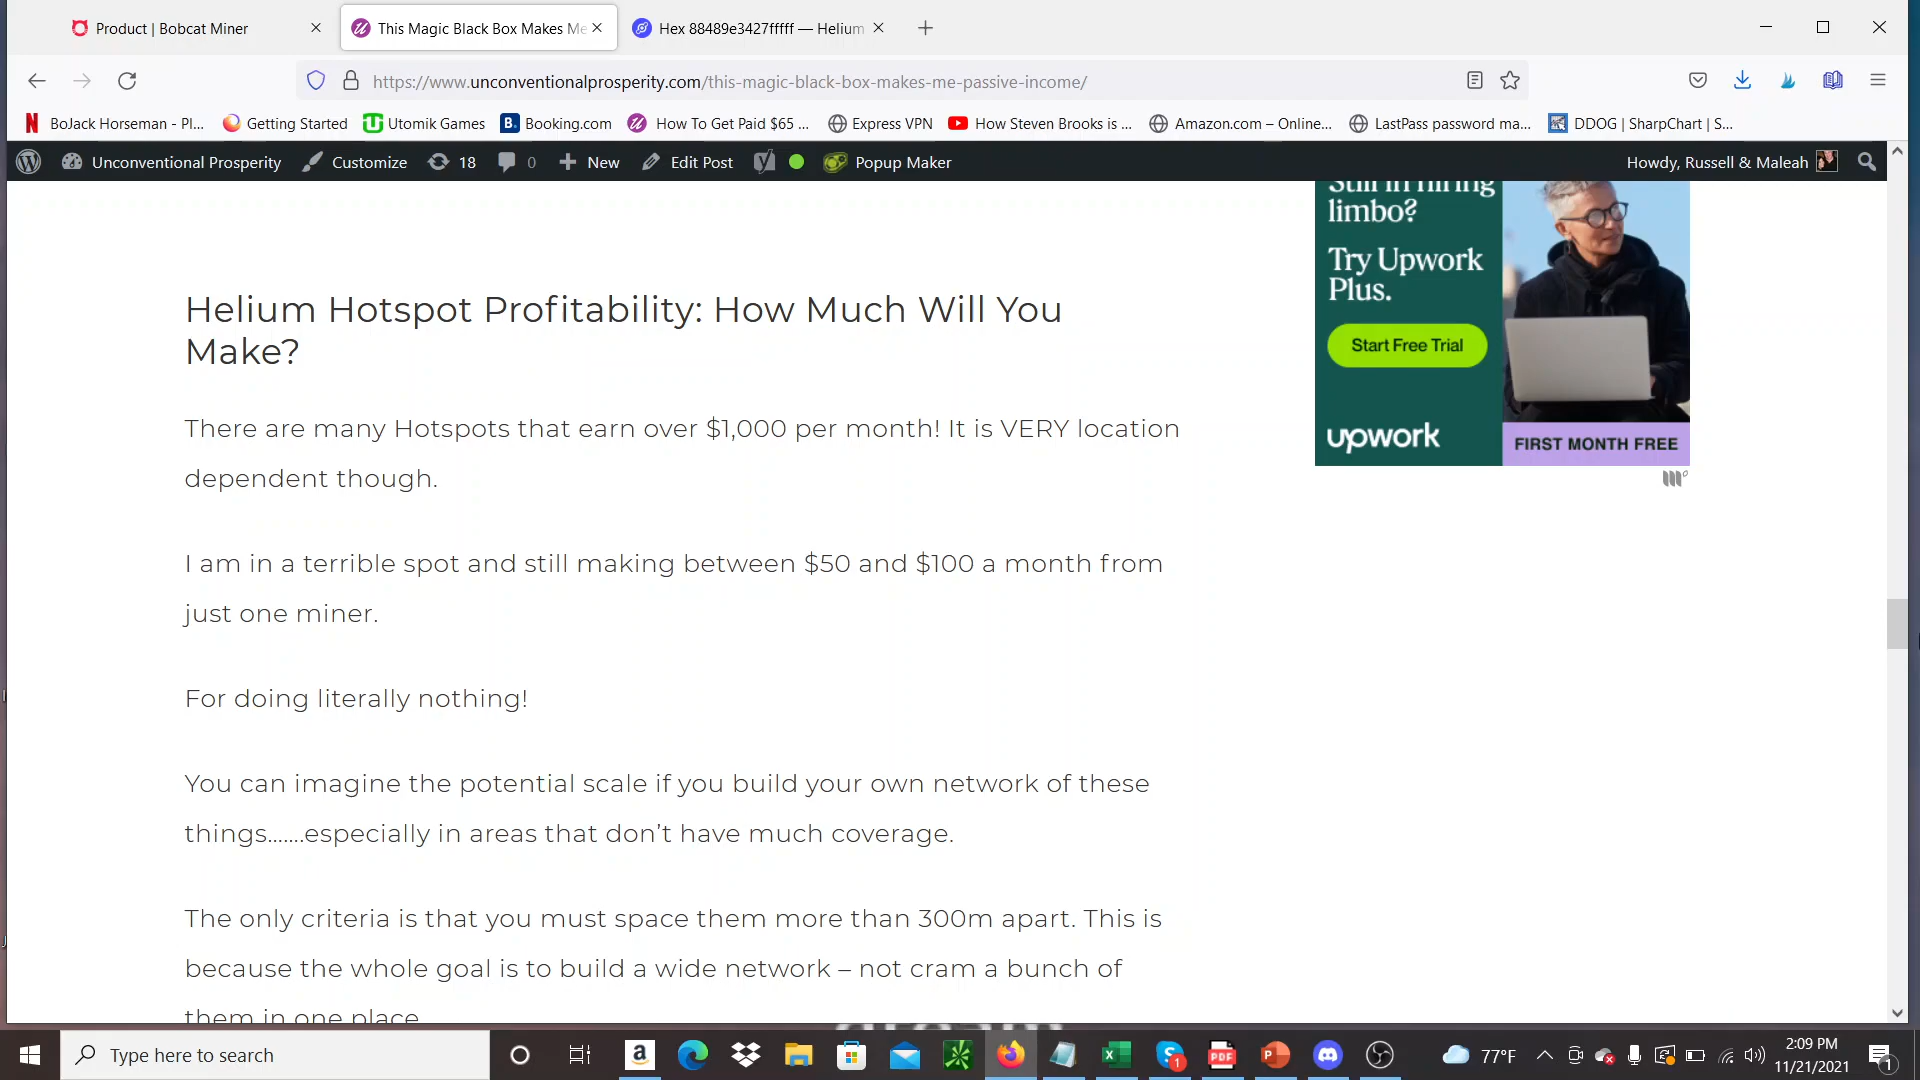 Product | Bobcat Miner
This Magic Black Box Makes Me
Hex 88489e3427fffff — Helium
https://www.unconventionalprosperity.com/this-magic-black-box-makes-me-passive-income/
BoJack Horseman - Pl...
Getting Started
Utomik Games
Booking.com
How To Get Paid $65 ...
Express VPN
How Steven Brooks is ...
Amazon.com – Online...
LastPass password ma...
DDOG | SharpChart | S...
Unconventional Prosperity
Customize
18
0
New
Edit Post
Popup Maker
Howdy, Russell & Maleah
Still in hiring
limbo?
Try Upwork
Plus.
Start Free Trial
upwork
FIRST MONTH FREE
Helium Hotspot Profitability: How Much Will You
Make?
There are many Hotspots that earn over $1,000 per month! It is VERY location
dependent though.
I am in a terrible spot and still making between $50 and $100 a month from
just one miner.
For doing literally nothing!
You can imagine the potential scale if you build your own network of these
things.......especially in areas that don’t have much coverage.
The only criteria is that you must space them more than 300m apart. This is
because the whole goal is to build a wide network – not cram a bunch of
them in one place
Type here to search
77°F
2:09 PM
11/21/2021
1